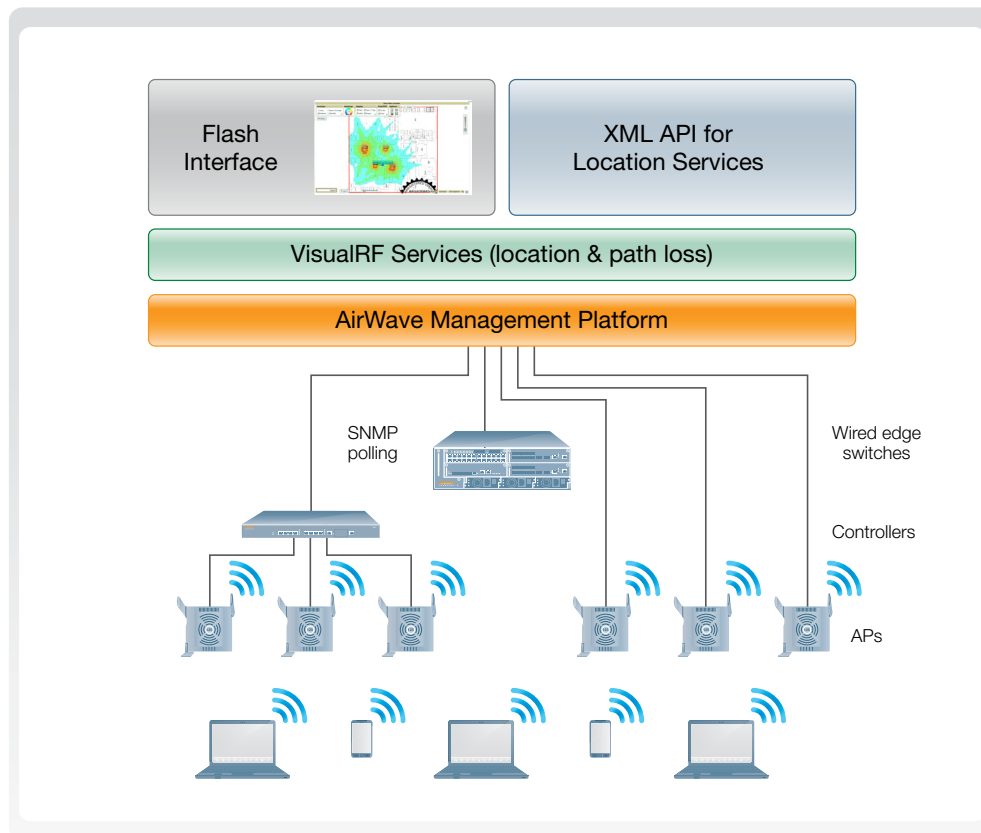 Flash
Interface
XML API for
Location Services
VisualRF Services (location & path loss)
AirWave Management Platform
SNMP
polling
Wired edge
switches
Controllers
APs